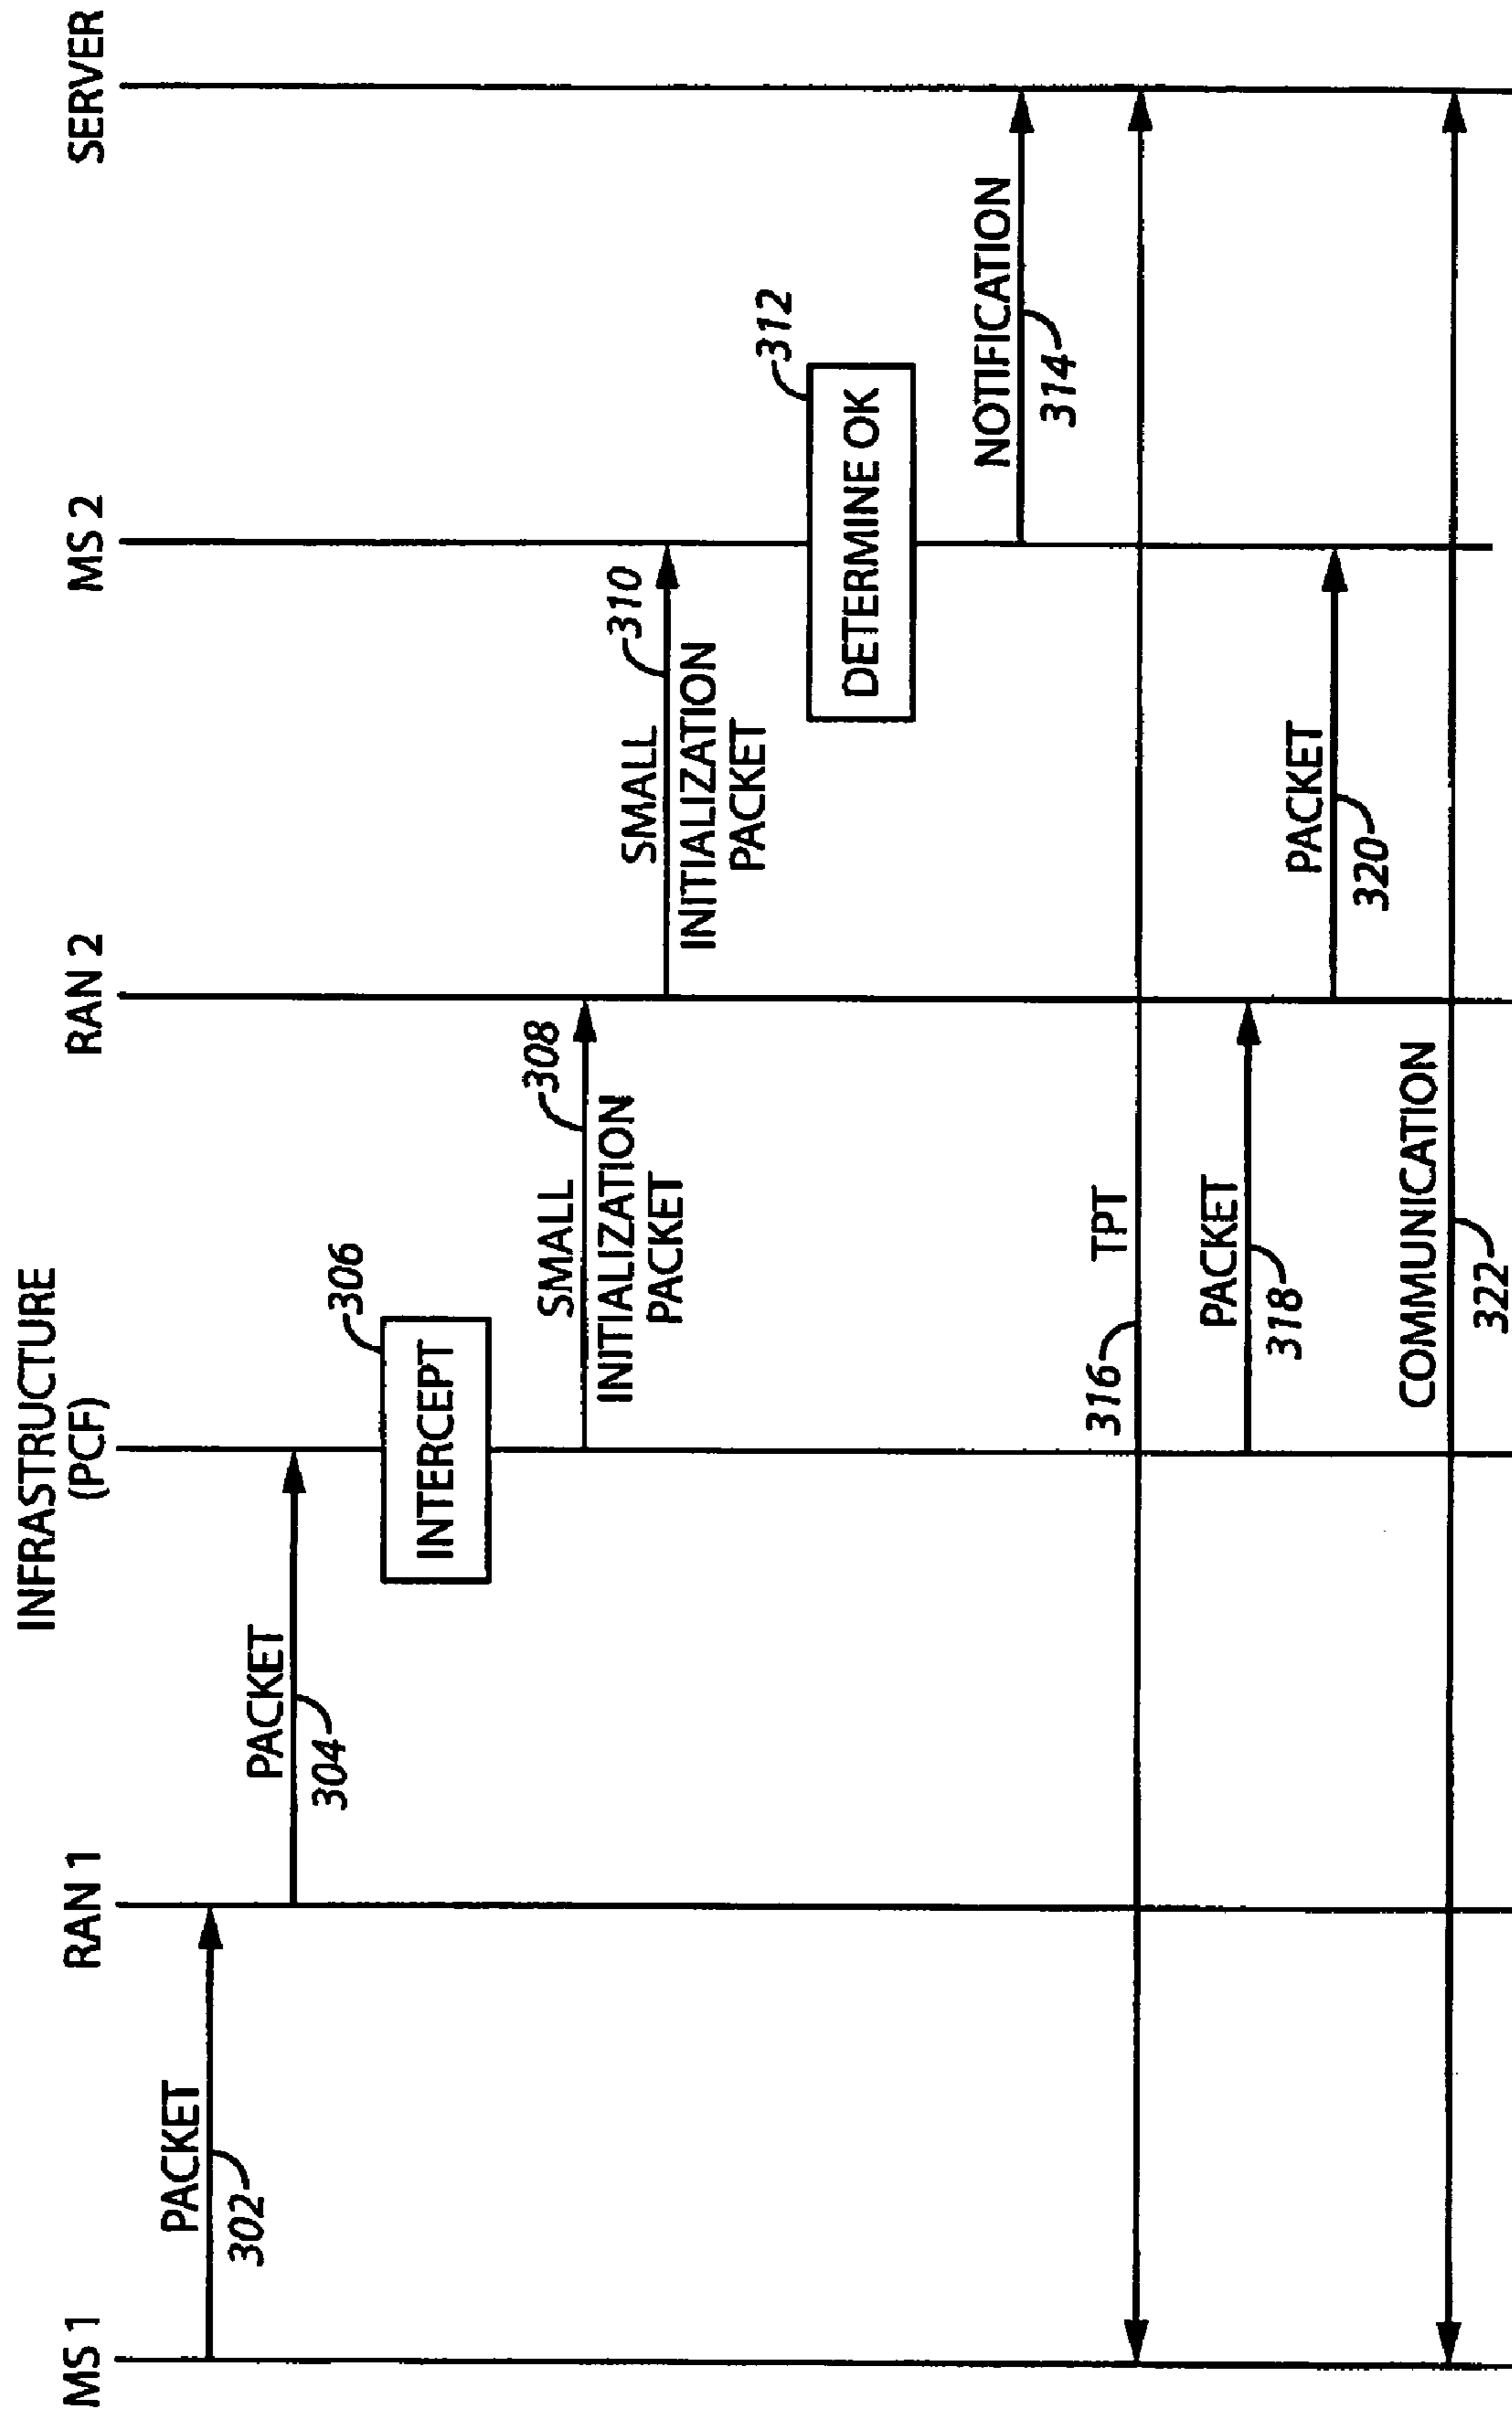 MS 1
RAN 1
INFRASTRUCTURE
(PCF)
RAN 2
MS 2
SERVER
PACKET
302
PACKET
304
INTERCEPT
306
SMALL
308
INITIALIZATION
PACKET
SMALL
310
INITIALIZATION
PACKET
DETERMINE OK
312
NOTIFICATION
314
316
TPT
PACKET
318
PACKET
320
COMMUNICATION
322